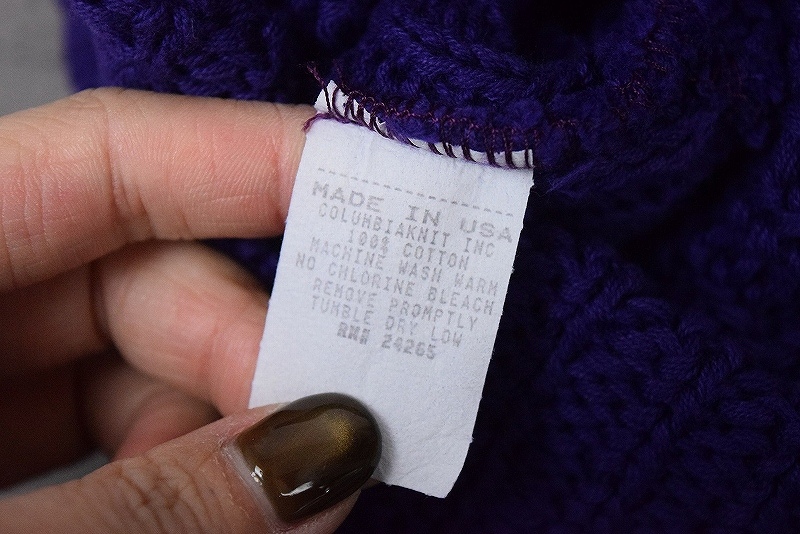 MADE IN USA
COLUMBIAKNIT INC
100% COTTON
MACHINE WASH WARM
NO CHLORINE BLEACH
REMOVE PROMPTLY
TUMBLE DRY LOW
RN# 24265